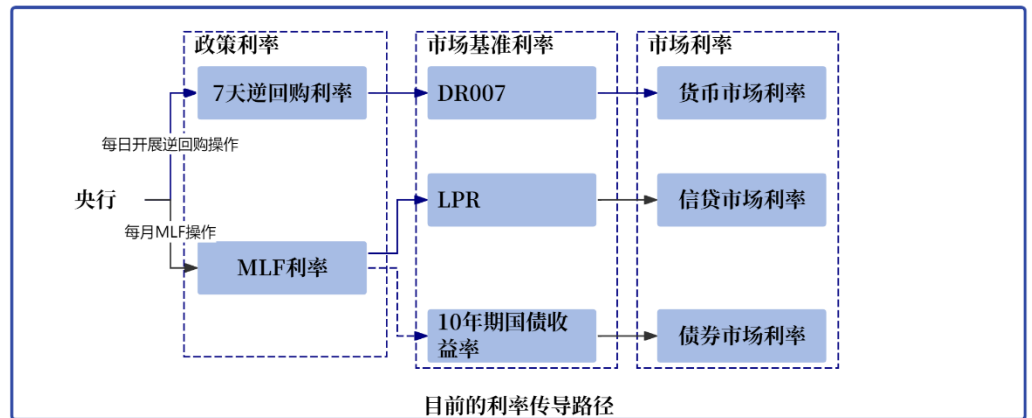 政策利率
市场基准利率
市场利率
7天逆回购利率
DR007
货币市场利率
每日开展逆回购操作
央行
LPR
信贷市场利率
每月MLF操作
MLF利率
10年期国债收
益率
债券市场利率
目前的利率传导路径